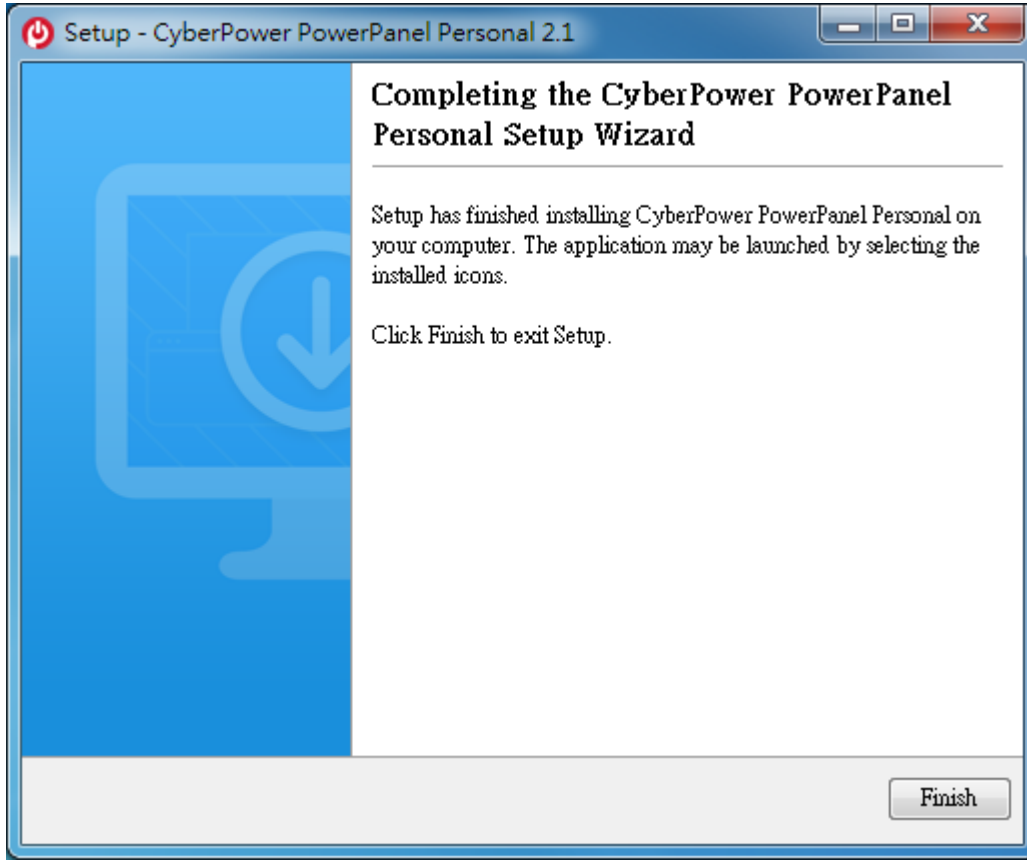 Setup - CyberPower PowerPanel Personal 2.1
Completing the CyberPower PowerPanel
Personal Setup Wizard
Setup has finished installing CyberPower PowerPanel Personal on
your computer. The application may be launched by selecting the
installed icons.
Click Finish to exit Setup.
Finish